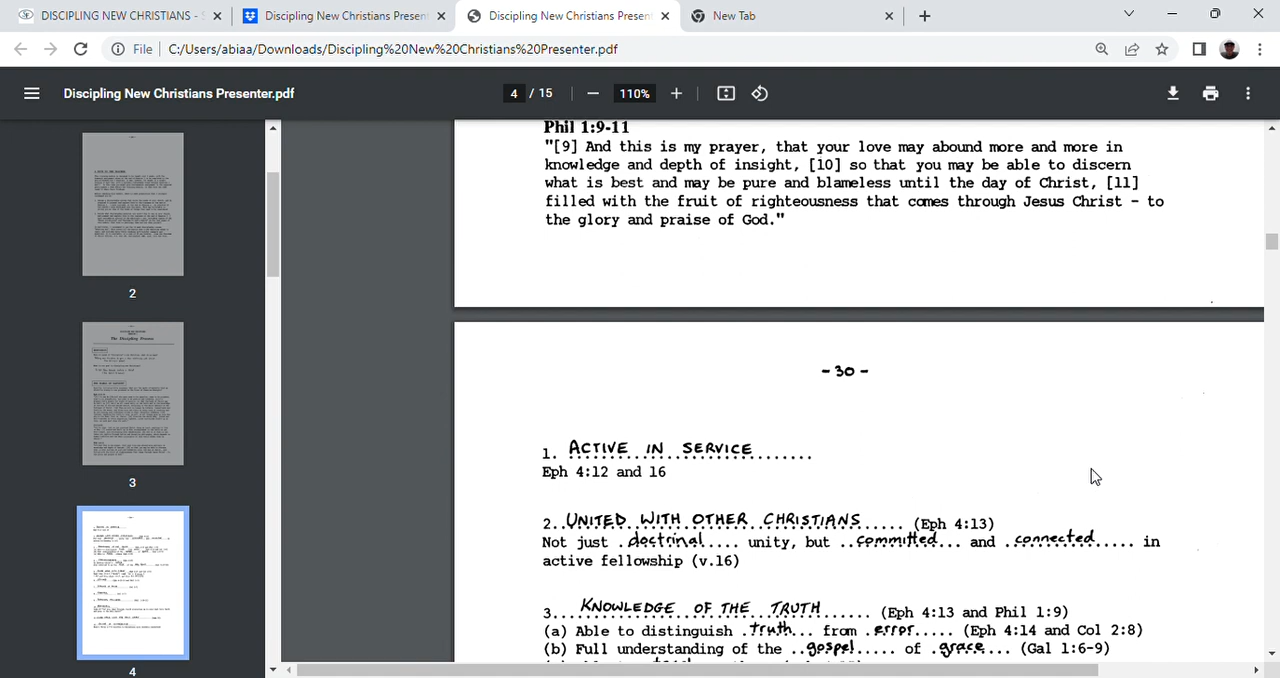 DISCIPLING NEW CHRISTIANS - S
Discipling New Christians Present
Discipling New Christians Present
New Tab
File
C:/Users/abiaa/Downloads/Discipling%20New%20Christians%20Presenter.pdf
Discipling New Christians Presenter.pdf
4 / 15
110%
2
3
4
Phil 1:9-11
"[9] And this is my prayer, that your love may abound more and more in
knowledge and depth of insight, [10] so that you may be able to discern
what is best and may be pure and blameless until the day of Christ, [11]
filled with the fruit of righteousness that comes through Jesus Christ - to
the glory and praise of God."
- 30 -
1. ACTIVE IN SERVICE
Eph 4:12 and 16
2. UNITED WITH OTHER CHRISTIANS (Eph 4:13)
Not just doctrinal unity, but committed and connected in
active fellowship (v.16)
3. KNOWLEDGE OF THE TRUTH (Eph 4:13 and Phil 1:9)
(a) Able to distinguish truth from error (Eph 4:14 and Col 2:8)
(b) Full understanding of the gospel of grace (Gal 1:6-9)